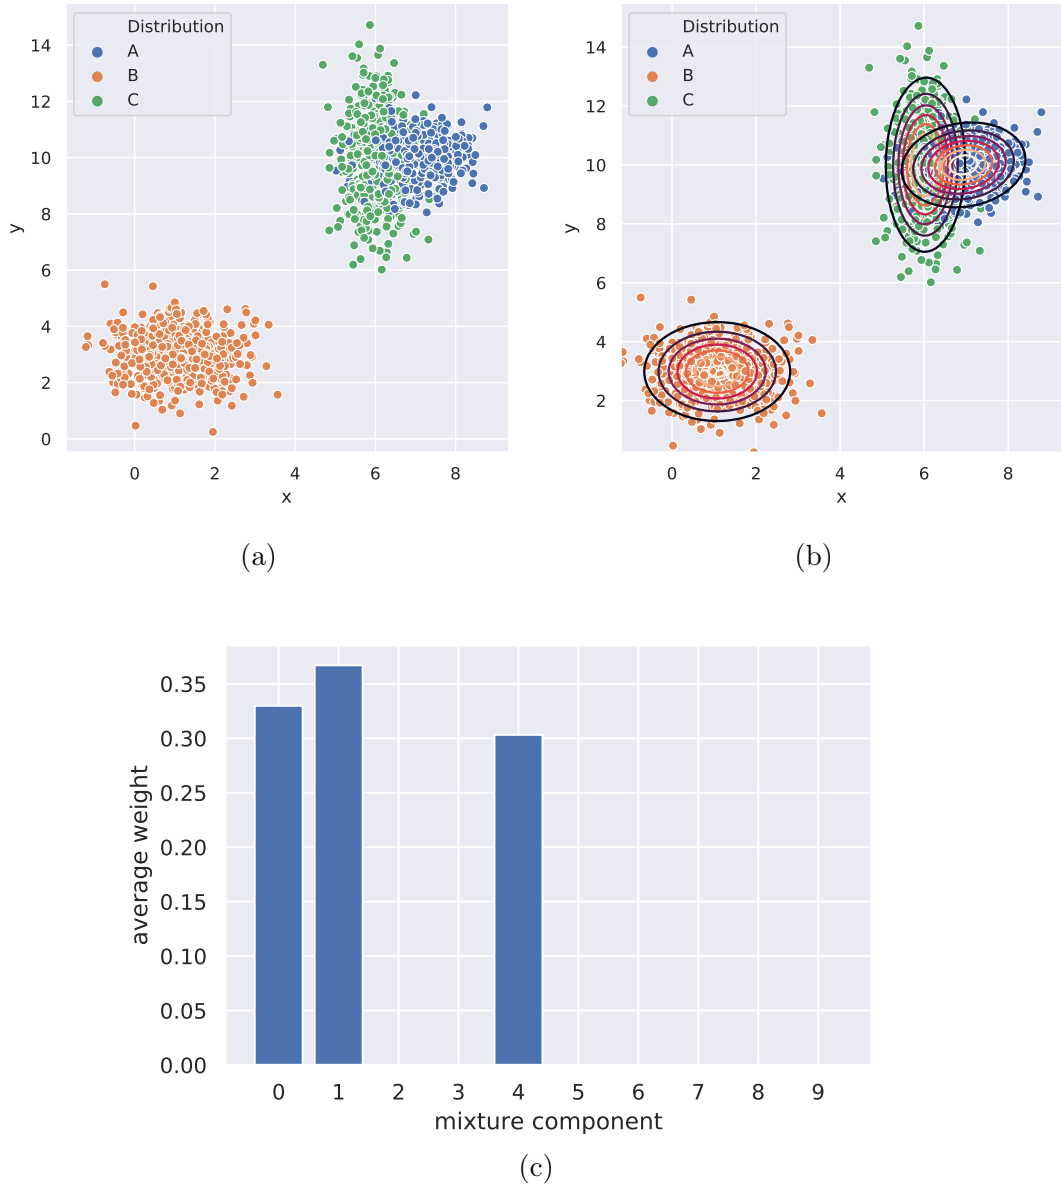 Distribution
A
B
C
14
12
10
8
6
4
2
0
y
0 2 4 6 8
x
(a)
Distribution
A
B
C
14
12
10
8
6
4
2
y
0 2 4 6 8
x
(b)
0.35
0.30
0.25
0.20
0.15
0.10
0.05
0.00
average weight
0 1 2 3 4 5 6 7 8 9
mixture component
(c)